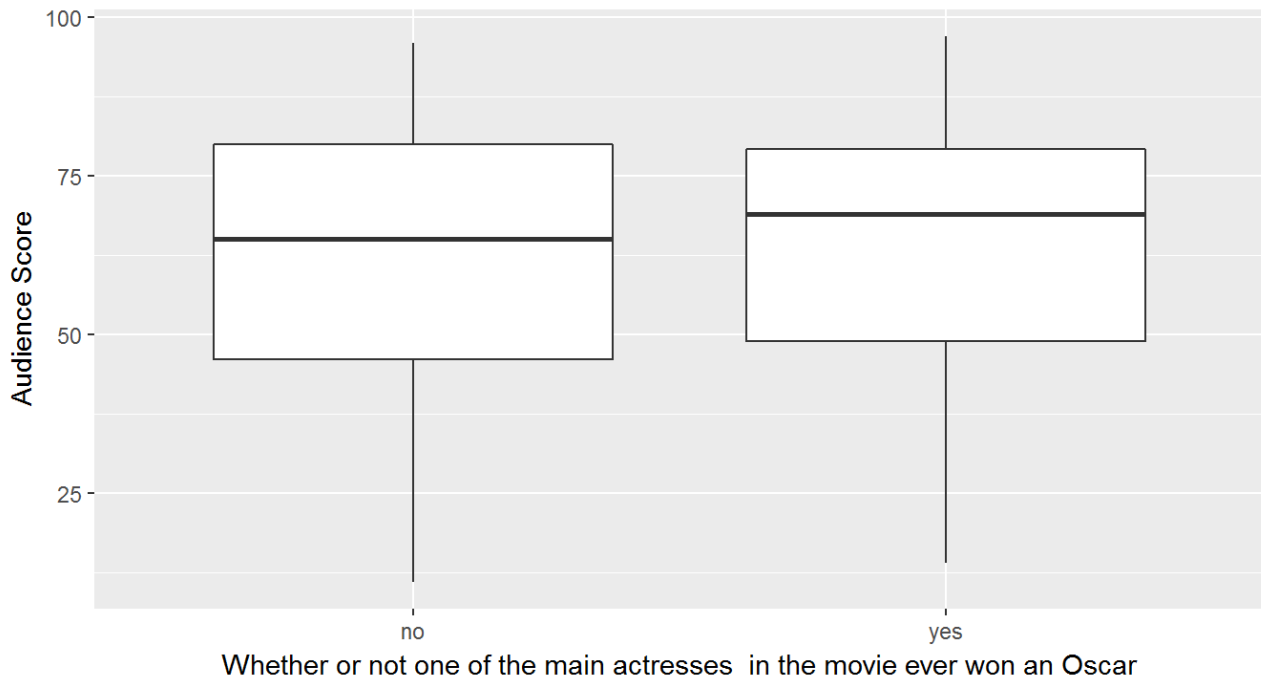 100
75
50
25
Audience Score
no yes
Whether or not one of the main actresses  in the movie ever won an Oscar